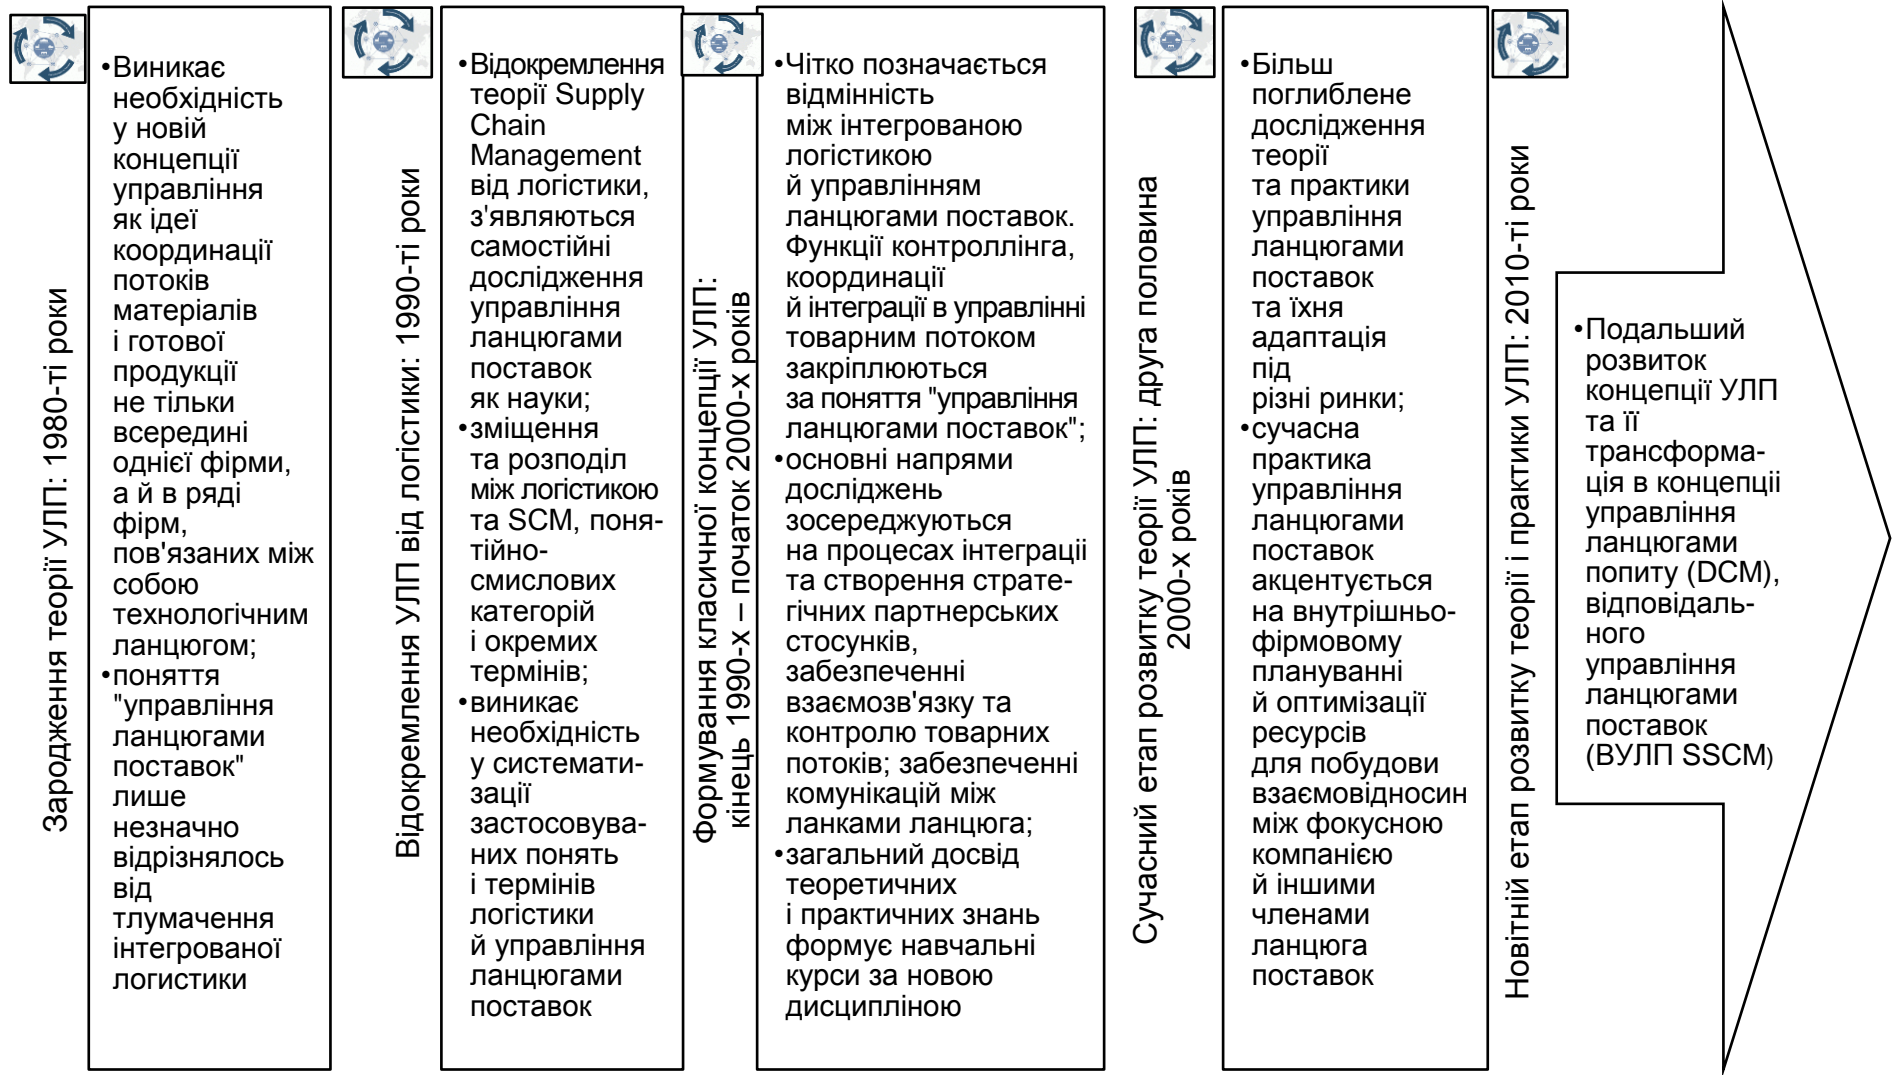 Зародження теорії УЛП: 1980-ті роки
•Виникає
необхідність
у новій
концепції
управління
як ідеї
координації
потоків
матеріалів
і готової
продукції
не тільки
всередині
однієї фірми,
а й в ряді
фірм,
пов'язаних між
собою
технологічним
ланцюгом;
•поняття
"управління
ланцюгами
поставок"
лише
незначно
відрізнялось
від
тлумачення
інтегрованої
логистики
Відокремлення УЛП від логістики: 1990-ті роки
•Відокремлення
теорії Supply
Chain
Management
від логістики,
з'являються
самостійні
дослідження
управління
ланцюгами
поставок
як науки;
•зміщення
та розподіл
між логістикою
та SCM, поня-
тійно-
смислових
категорій
і окремих
термінів;
•виникає
необхідність
у системати-
зації
застосовува-
них понять
і термінів
логістики
й управління
ланцюгами
поставок
Формування класичної концепції УЛП:
кінець 1990-х – початок 2000-х років
•Чітко позначається
відмінність
між інтегрованою
логістикою
й управлінням
ланцюгами поставок.
Функції контроллінга,
координації
й інтеграції в управлінні
товарним потоком
закріплюються
за поняття "управління
ланцюгами поставок";
•основні напрями
досліджень
зосереджуються
на процесах інтеграціі
та створення страте-
гічних партнерських
стосунків,
забезпеченні
взаємозв'язку та
контролю товарних
потоків; забезпеченні
комунікацій між
ланками ланцюга;
•загальний досвід
теоретичних
і практичних знань
формує навчальні
курси за новою
дисципліною
Сучасний етап розвитку теорії УЛП: друга половина
2000-х років
•Більш
поглиблене
дослідження
теорії
та практики
управління
ланцюгами
поставок
та їхня
адаптація
під
різні ринки;
•сучасна
практика
управління
ланцюгами
поставок
акцентується
на внутрішньо-
фірмовому
плануванні
й оптимізації
ресурсів
для побудови
взаємовідносин
між фокусною
компанією
й іншими
членами
ланцюга
поставок
Новітній етап розвитку теорії і практики УЛП: 2010-ті роки
•Подальший
розвиток
концепції УЛП
та її
трансформа-
ція в концепціі
управління
ланцюгами
попиту (DCM),
відповідаль-
ного
управління
ланцюгами
поставок
(ВУЛП SSCM)